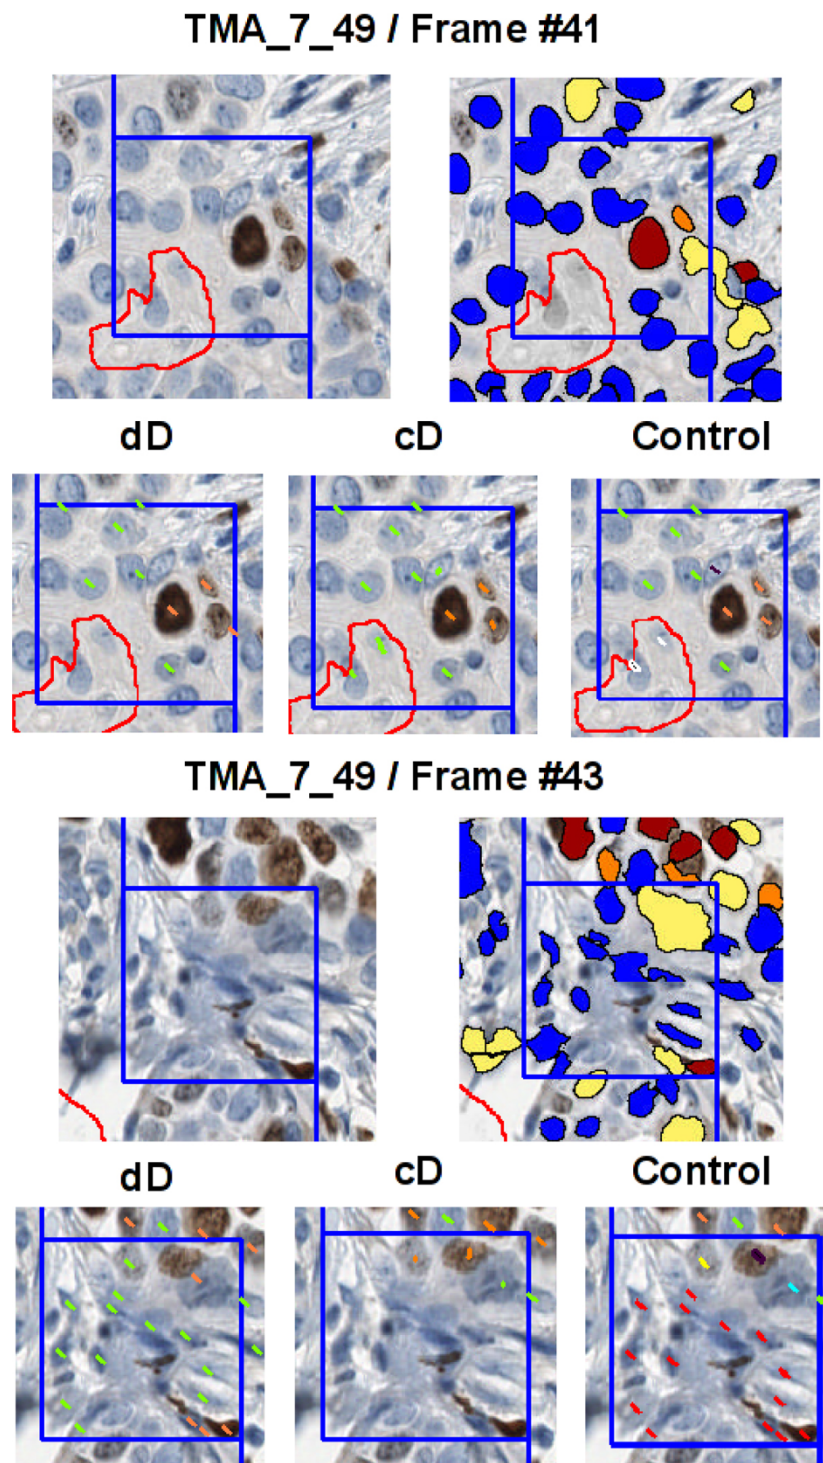 TMA_7_49 / Frame #41
dD cD Control
TMA_7_49 / Frame #43
dD cD Control